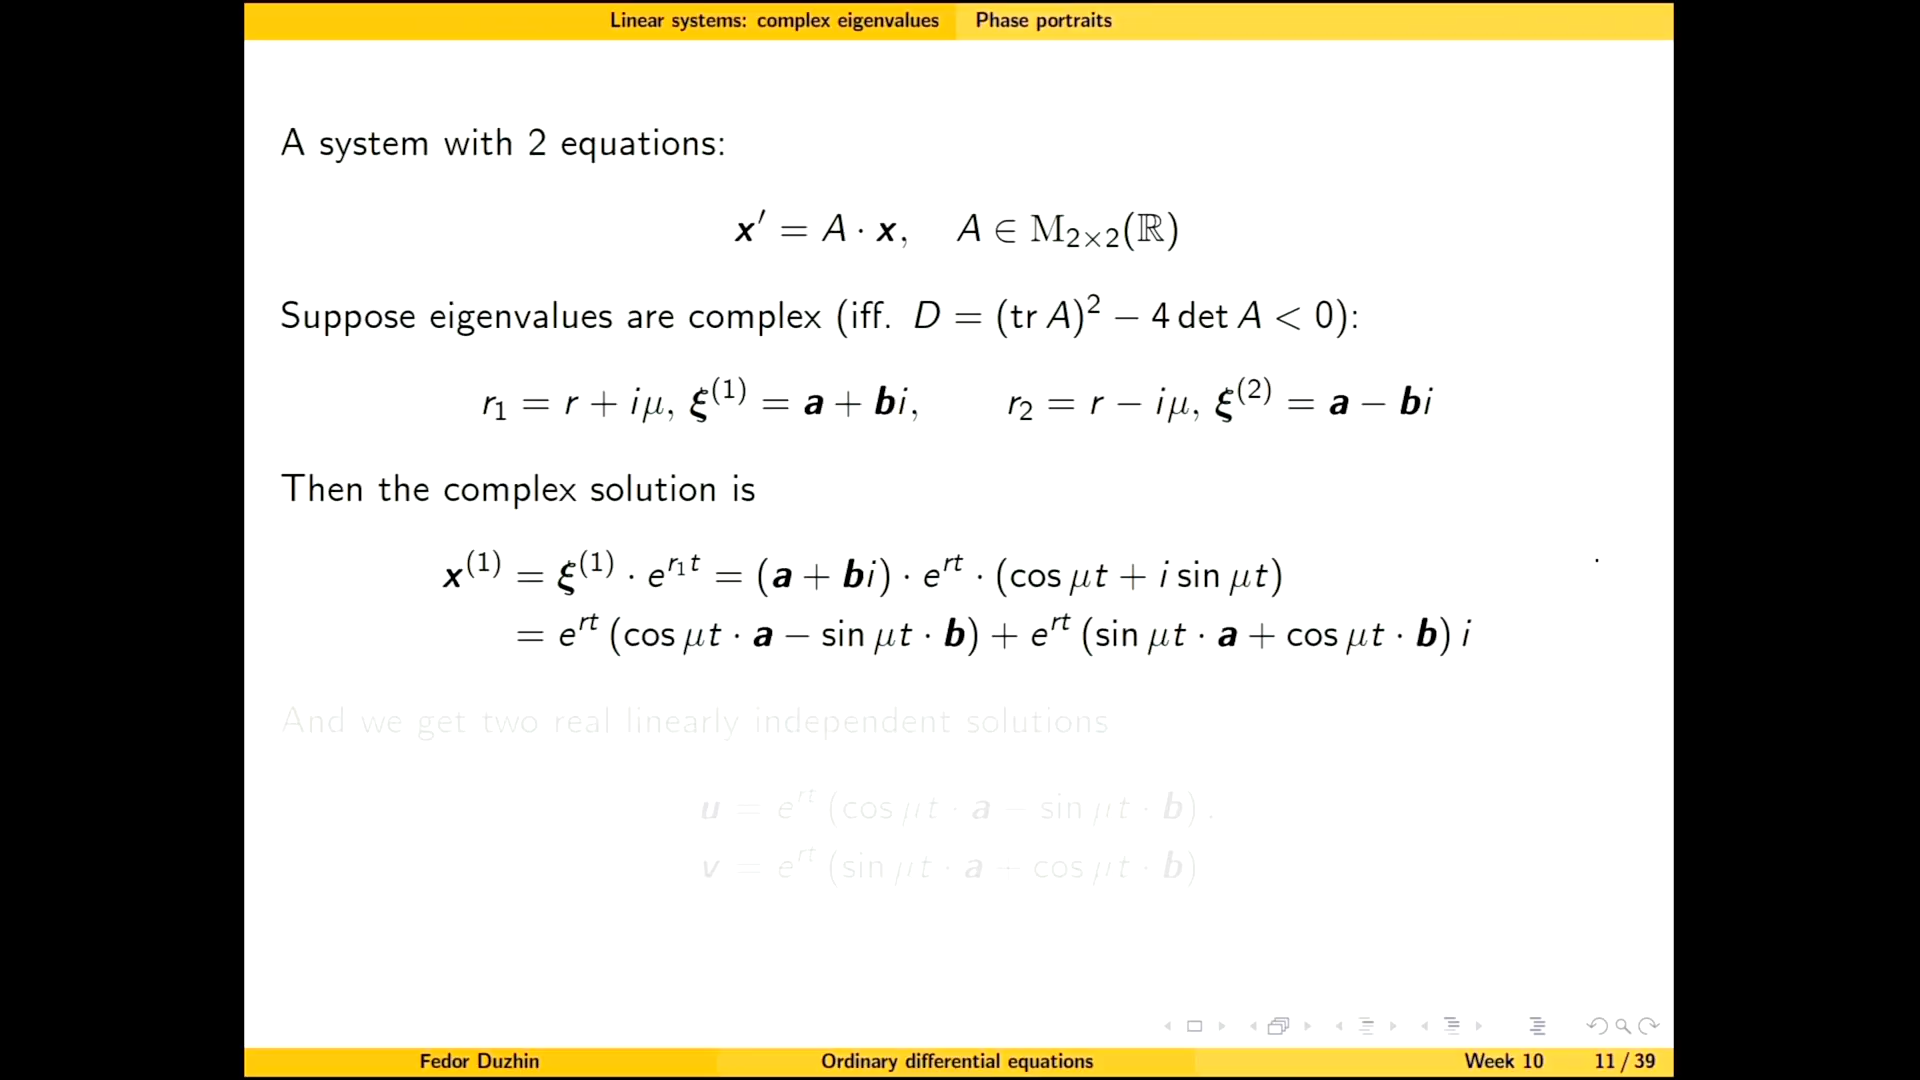 Linear systems: complex eigenvalues Phase portraits
A system with 2 equations:
x′ = A · x, A ∈ M₂ₓ₂(ℝ)
Suppose eigenvalues are complex (iff. D = (tr A)² − 4 det A < 0):
r₁ = r + iμ, ξ⁽¹⁾ = a + bi, r₂ = r − iμ, ξ⁽²⁾ = a − bi
Then the complex solution is
x⁽¹⁾ = ξ⁽¹⁾ · e^{r₁t} = (a + bi) · e^{rt} · (cos μt + i sin μt)
= e^{rt} (cos μt · a − sin μt · b) + e^{rt} (sin μt · a + cos μt · b) i
And we get two real linearly independent solutions
u = e^{rt} (cos μt · a − sin μt · b) .
v = e^{rt} (sin μt · a + cos μt · b)
Fedor Duzhin Ordinary differential equations Week 10 11 / 39